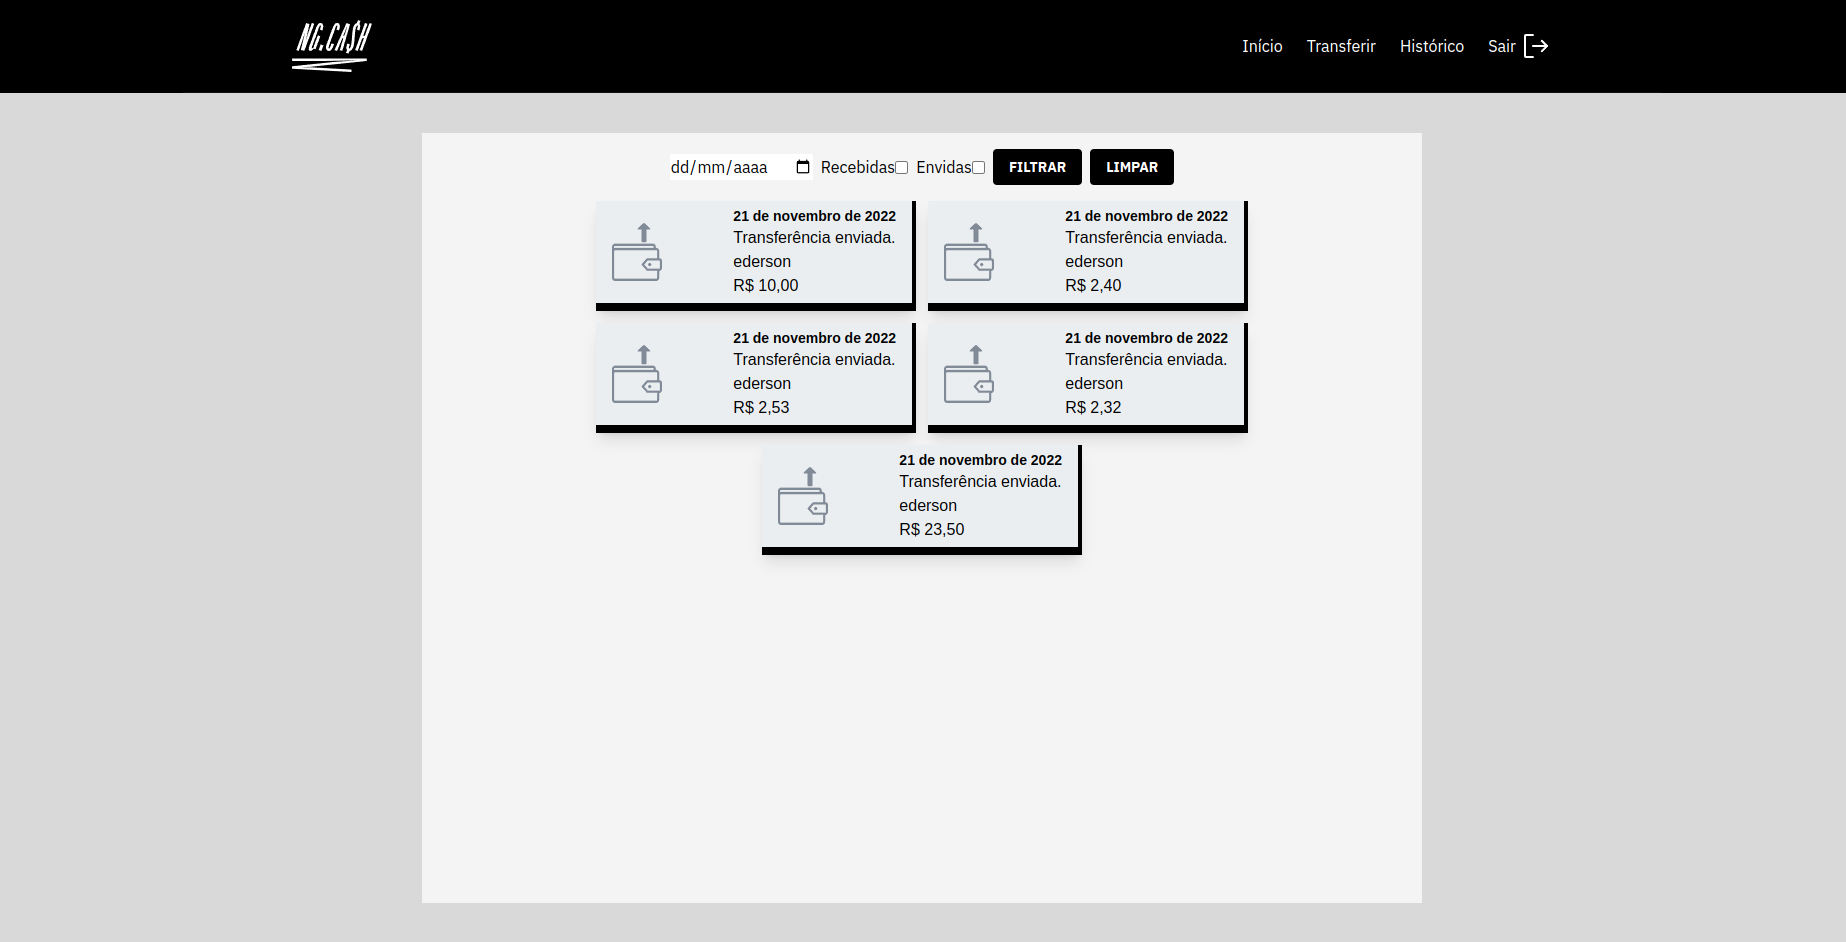 NG.CA$H
Início Transferir Histórico Sair
dd/mm/aaaa Recebidas Envidas FILTRAR LIMPAR
21 de novembro de 2022
Transferência enviada.
ederson
R$ 10,00
21 de novembro de 2022
Transferência enviada.
ederson
R$ 2,40
21 de novembro de 2022
Transferência enviada.
ederson
R$ 2,53
21 de novembro de 2022
Transferência enviada.
ederson
R$ 2,32
21 de novembro de 2022
Transferência enviada.
ederson
R$ 23,50